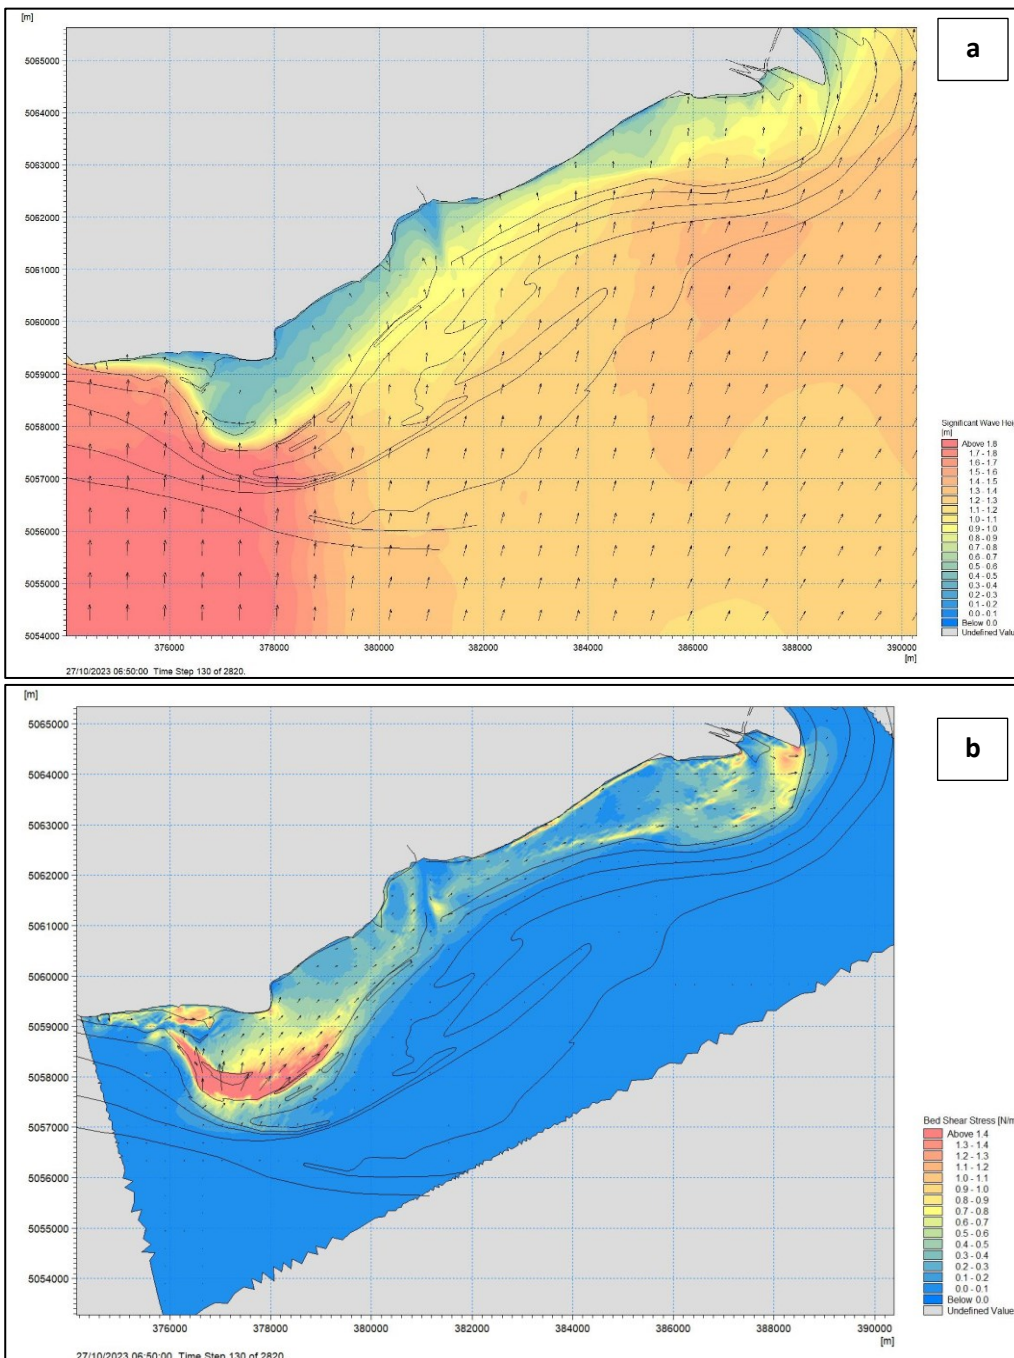 [m]
a
5065000
5064000
5063000
5062000
5061000
5060000
5059000
5058000
5057000
5056000
5055000
5054000
376000 378000 380000 382000 384000 386000 388000 390000
[m]
27/10/2023 06:50:00 Time Step 130 of 2820.
Significant Wave Hei
[m]
Above 1.8
1.7 - 1.8
1.6 - 1.7
1.5 - 1.6
1.4 - 1.5
1.3 - 1.4
1.2 - 1.3
1.1 - 1.2
1.0 - 1.1
0.9 - 1.0
0.8 - 0.9
0.7 - 0.8
0.6 - 0.7
0.5 - 0.6
0.4 - 0.5
0.3 - 0.4
0.2 - 0.3
0.1 - 0.2
0.0 - 0.1
Below 0.0
Undefined Value
[m]
b
5065000
5064000
5063000
5062000
5061000
5060000
5059000
5058000
5057000
5056000
5055000
5054000
376000 378000 380000 382000 384000 386000 388000 390000
[m]
27/10/2023 06:50:00 Time Step 130 of 2820.
Bed Shear Stress [N/m
Above 1.4
1.3 - 1.4
1.2 - 1.3
1.1 - 1.2
1.0 - 1.1
0.9 - 1.0
0.8 - 0.9
0.7 - 0.8
0.6 - 0.7
0.5 - 0.6
0.4 - 0.5
0.3 - 0.4
0.2 - 0.3
0.1 - 0.2
0.0 - 0.1
Below 0.0
Undefined Value